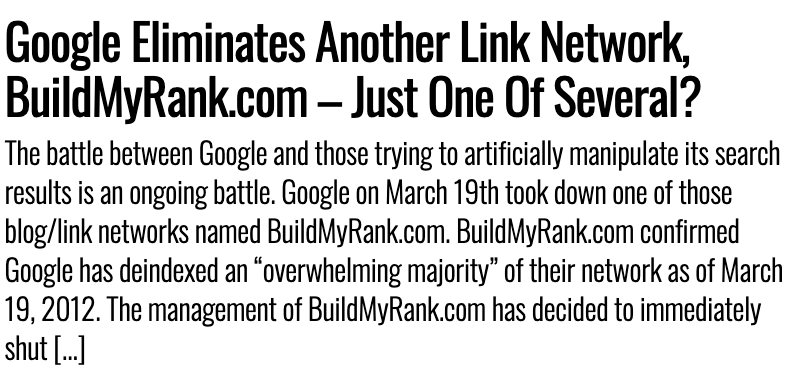 Google Eliminates Another Link Network,
BuildMyRank.com – Just One Of Several?
The battle between Google and those trying to artificially manipulate its search
results is an ongoing battle. Google on March 19th took down one of those
blog/link networks named BuildMyRank.com. BuildMyRank.com confirmed
Google has deindexed an “overwhelming majority” of their network as of March
19, 2012. The management of BuildMyRank.com has decided to immediately
shut [...]